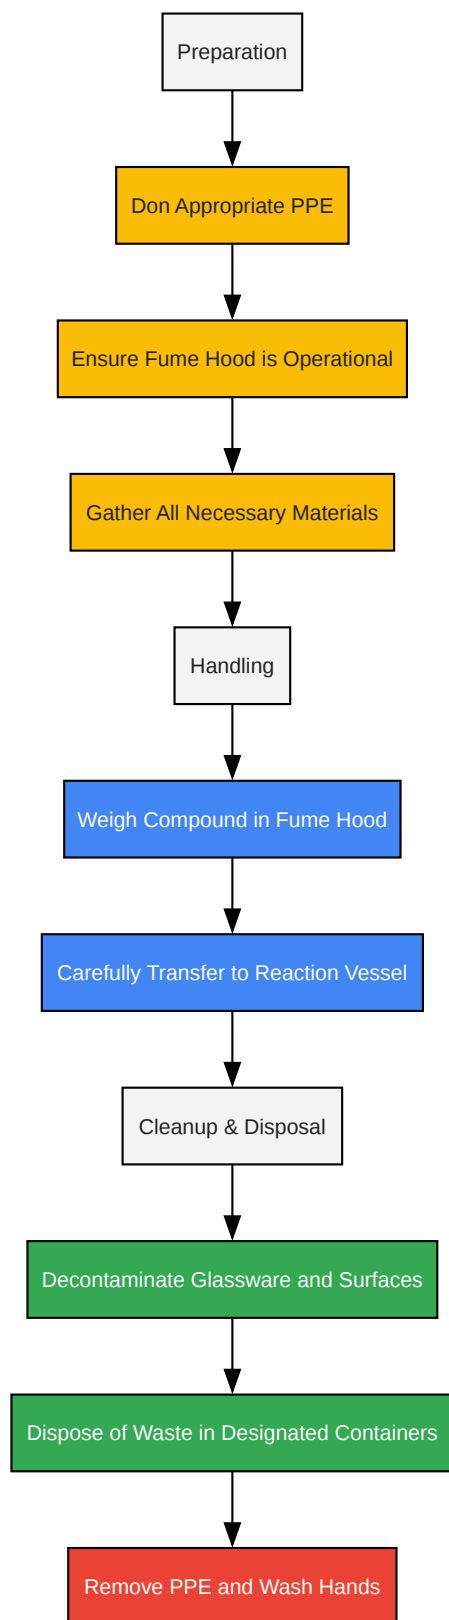 Preparation
Don Appropriate PPE
Ensure Fume Hood is Operational
Gather All Necessary Materials
Handling
Weigh Compound in Fume Hood
Carefully Transfer to Reaction Vessel
Cleanup & Disposal
Decontaminate Glassware and Surfaces
Dispose of Waste in Designated Containers
Remove PPE and Wash Hands